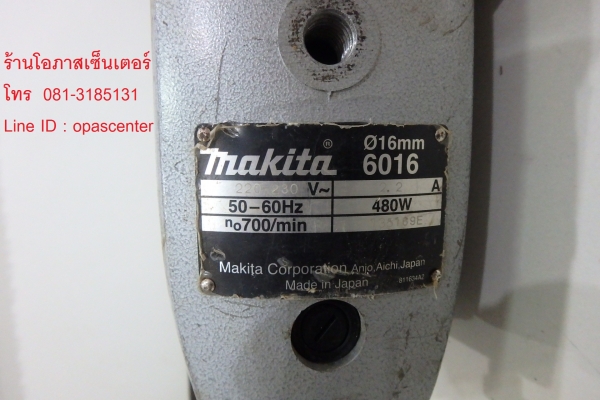 ร้านโอภาสเซ็นเตอร์
โทร 081-3185131
Line ID : opascenter
makita ® Ø16mm
6016
V~ A
50-60Hz 480W
no700/min
Makita Corporation Anjo,Aichi,Japan
Made in Japan